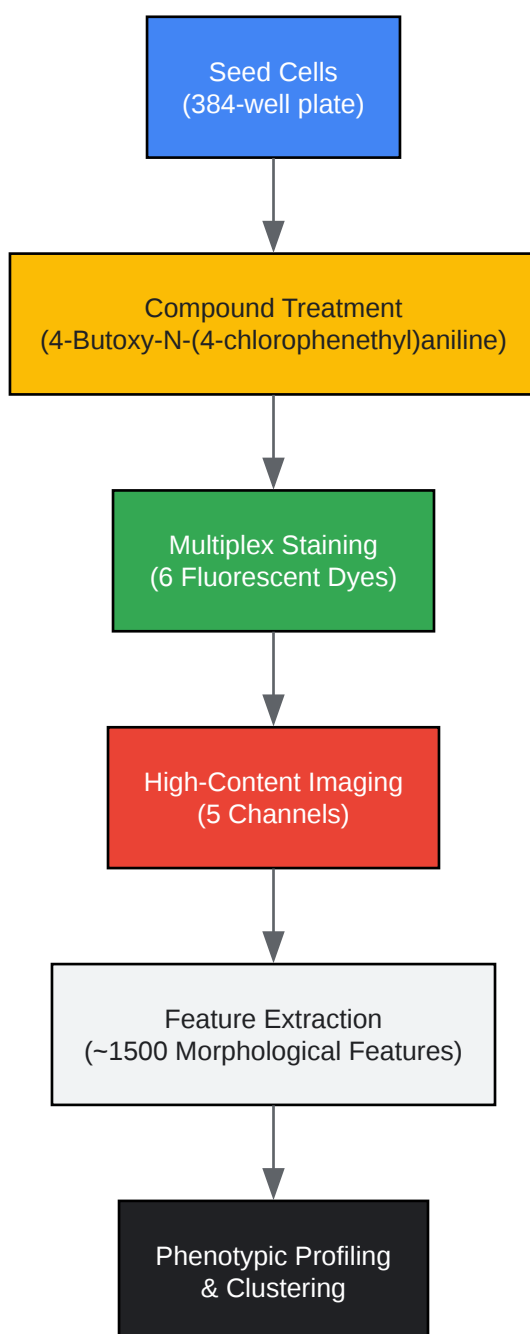 Seed Cells
(384-well plate)
Compound Treatment
(4-Butoxy-N-(4-chlorophenethyl)aniline)
Multiplex Staining
(6 Fluorescent Dyes)
High-Content Imaging
(5 Channels)
Feature Extraction
(~1500 Morphological Features)
Phenotypic Profiling
& Clustering